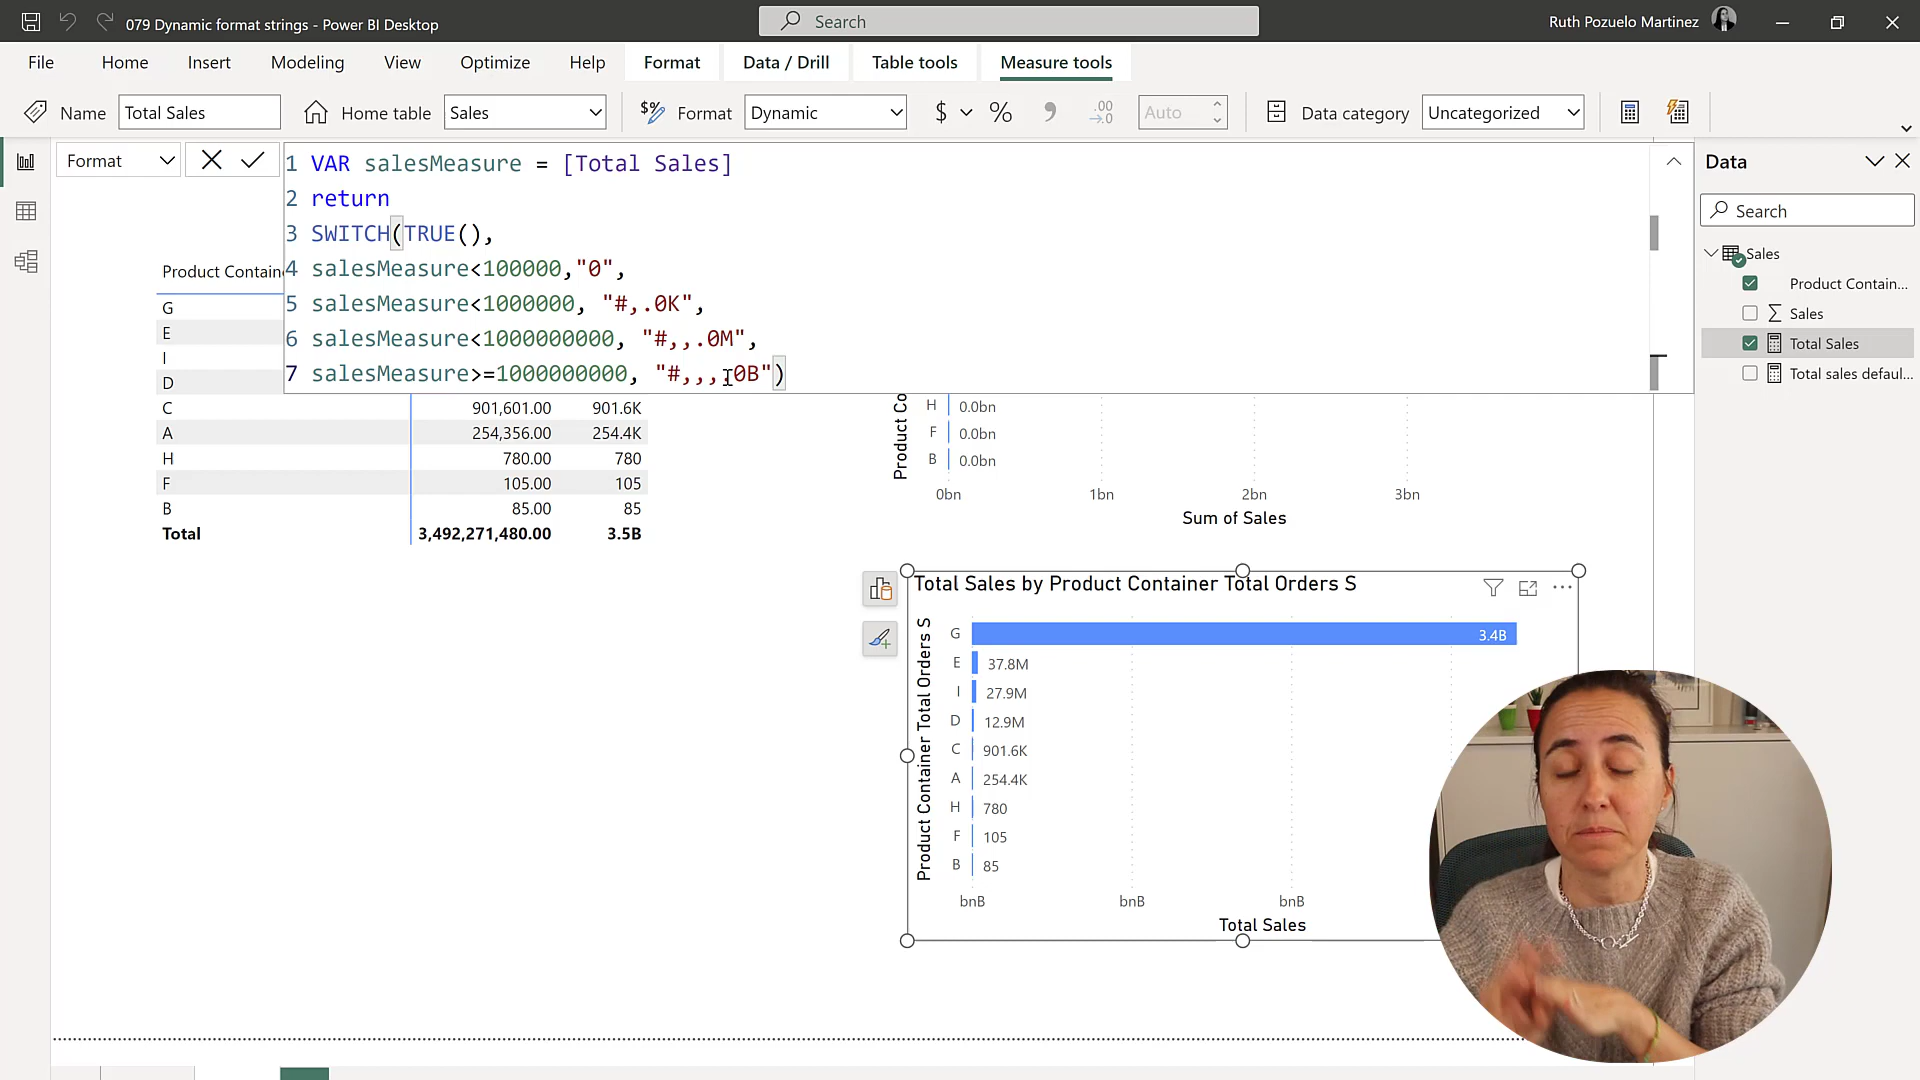 079 Dynamic format strings - Power BI Desktop
Search
Ruth Pozuelo Martinez
File Home Insert Modeling View Optimize Help Format Data / Drill Table tools Measure tools
Name Total Sales Home table Sales Format Dynamic $ % , .00 →.0 Auto Data category Uncategorized
Format
1 VAR salesMeasure = [Total Sales]
2 return
3 SWITCH(TRUE(),
4 salesMeasure<100000,"0",
5 salesMeasure<1000000, "#,.0K",
6 salesMeasure<1000000000, "#,,.0M",
7 salesMeasure>=1000000000, "#,,,.0B")
Product Contain
G
E
I
D
C 901,601.00 901.6K
A 254,356.00 254.4K
H 780.00 780
F 105.00 105
B 85.00 85
Total 3,492,271,480.00 3.5B
Product Co
H 0.0bn
F 0.0bn
B 0.0bn
0bn 1bn 2bn 3bn
Sum of Sales
Total Sales by Product Container Total Orders S
Product Container Total Orders S
G 3.4B
E 37.8M
I 27.9M
D 12.9M
C 901.6K
A 254.4K
H 780
F 105
B 85
bnB bnB bnB
Total Sales
Data
Search
Sales
Product Contain...
Σ Sales
Total Sales
Total sales defaul...